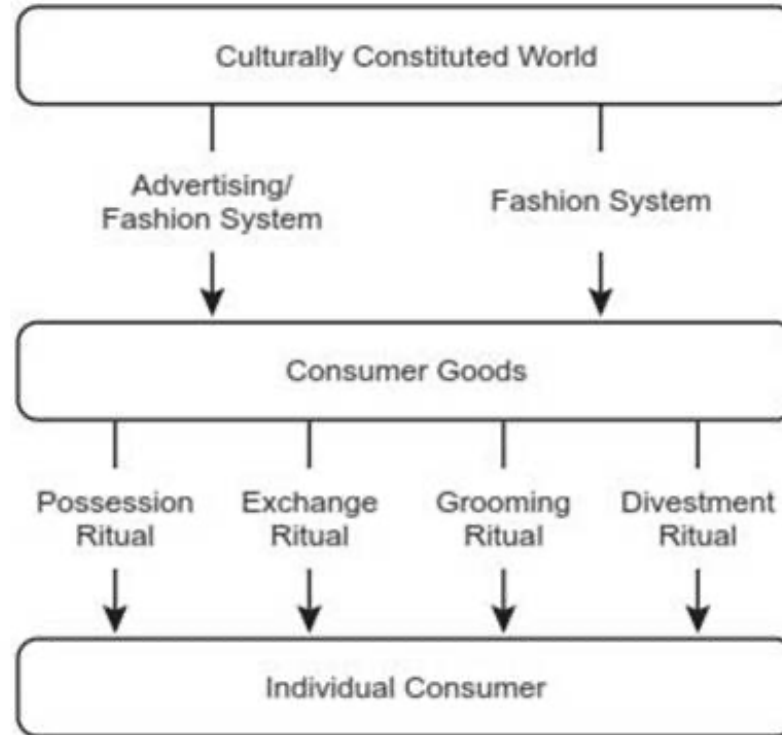 Culturally Constituted World
Advertising/
Fashion System
Fashion System
Consumer Goods
Possession
Ritual
Exchange
Ritual
Grooming
Ritual
Divestment
Ritual
Individual Consumer